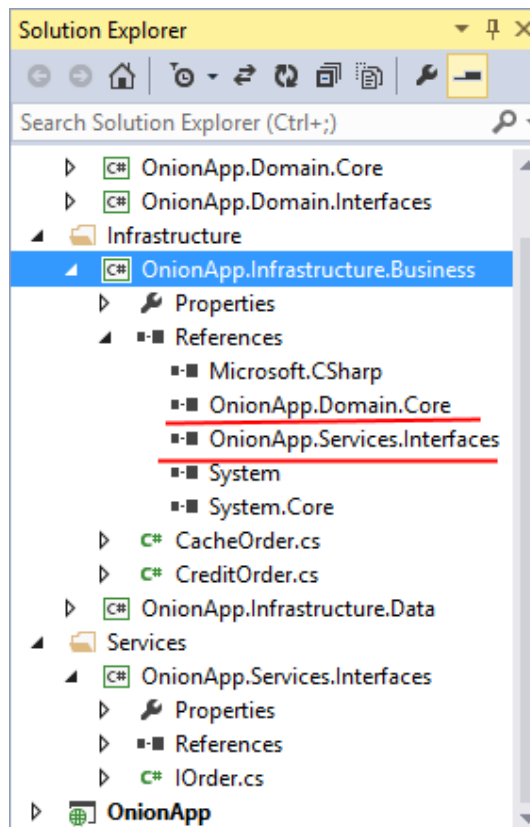 Solution Explorer
Search Solution Explorer (Ctrl+;)
C# OnionApp.Domain.Core
C# OnionApp.Domain.Interfaces
Infrastructure
C# OnionApp.Infrastructure.Business
Properties
References
Microsoft.CSharp
OnionApp.Domain.Core
OnionApp.Services.Interfaces
System
System.Core
C# CacheOrder.cs
C# CreditOrder.cs
C# OnionApp.Infrastructure.Data
Services
C# OnionApp.Services.Interfaces
Properties
References
C# IOrder.cs
OnionApp